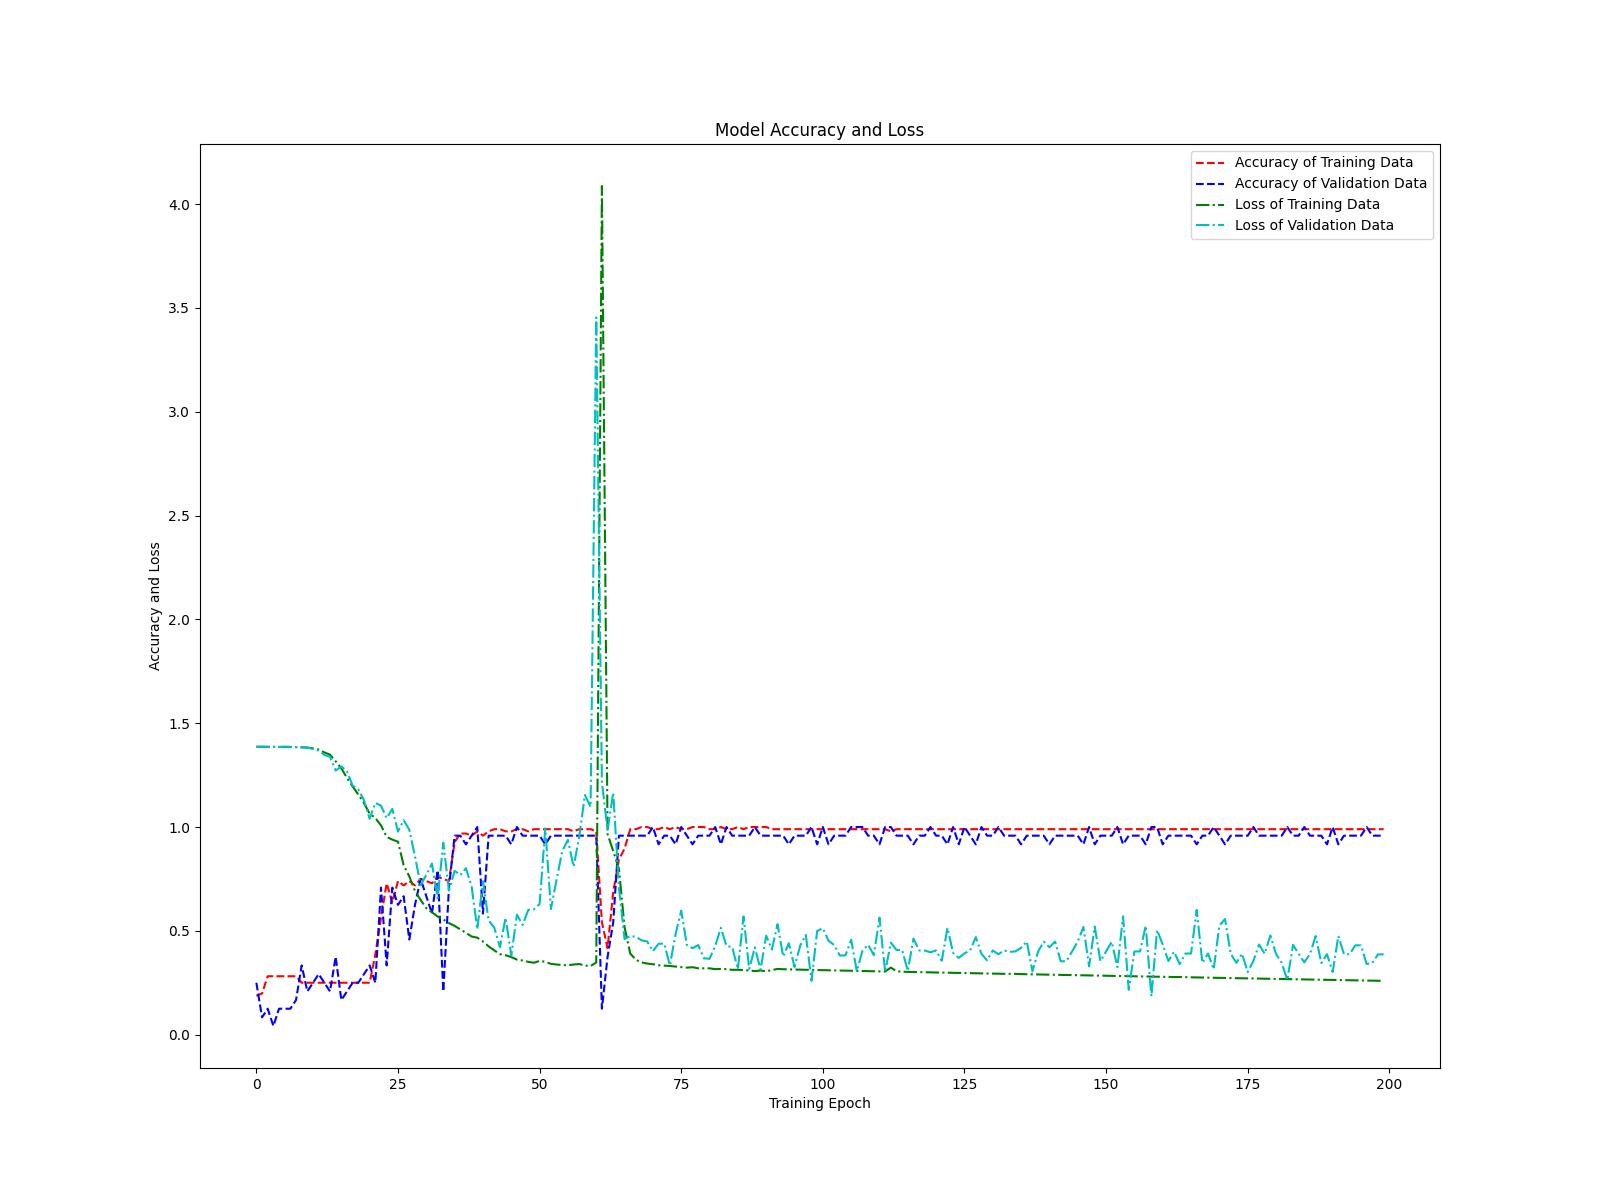 Model Accuracy and Loss
Accuracy of Training Data
Accuracy of Validation Data
Loss of Training Data
Loss of Validation Data
4.0
3.5
3.0
2.5
2.0
1.5
1.0
0.5
0.0
Accuracy and Loss
0 25 50 75 100 125 150 175 200
Training Epoch